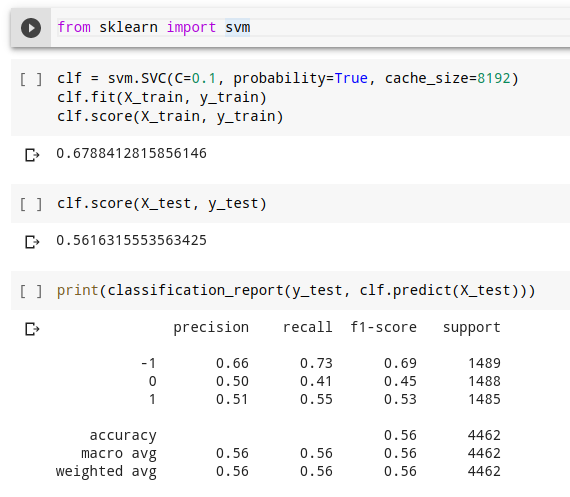 from sklearn import svm
[ ] clf = svm.SVC(C=0.1, probability=True, cache_size=8192)
clf.fit(X_train, y_train)
clf.score(X_train, y_train)
0.6788412815856146
[ ] clf.score(X_test, y_test)
0.5616315553563425
[ ] print(classification_report(y_test, clf.predict(X_test)))
precision recall f1-score support
-1 0.66 0.73 0.69 1489
0 0.50 0.41 0.45 1488
1 0.51 0.55 0.53 1485
accuracy 0.56 4462
macro avg 0.56 0.56 0.56 4462
weighted avg 0.56 0.56 0.56 4462